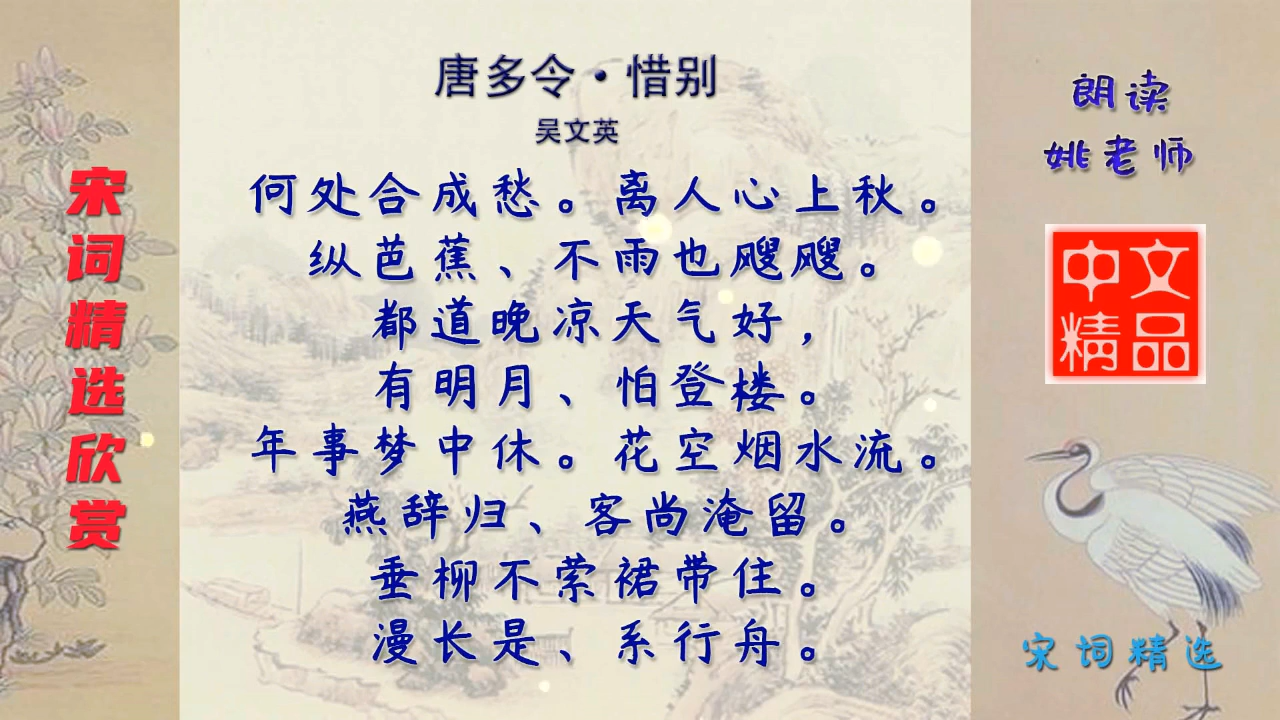 唐多令·惜别
吴文英
何处合成愁。离人心上秋。
纵芭蕉、不雨也飕飕。
都道晚凉天气好，
有明月、怕登楼。
年事梦中休。花空烟水流。
燕辞归、客尚淹留。
垂柳不萦裙带住。
漫长是、系行舟。
宋词精选欣赏
朗读
姚老师
中文
精品
宋词精选